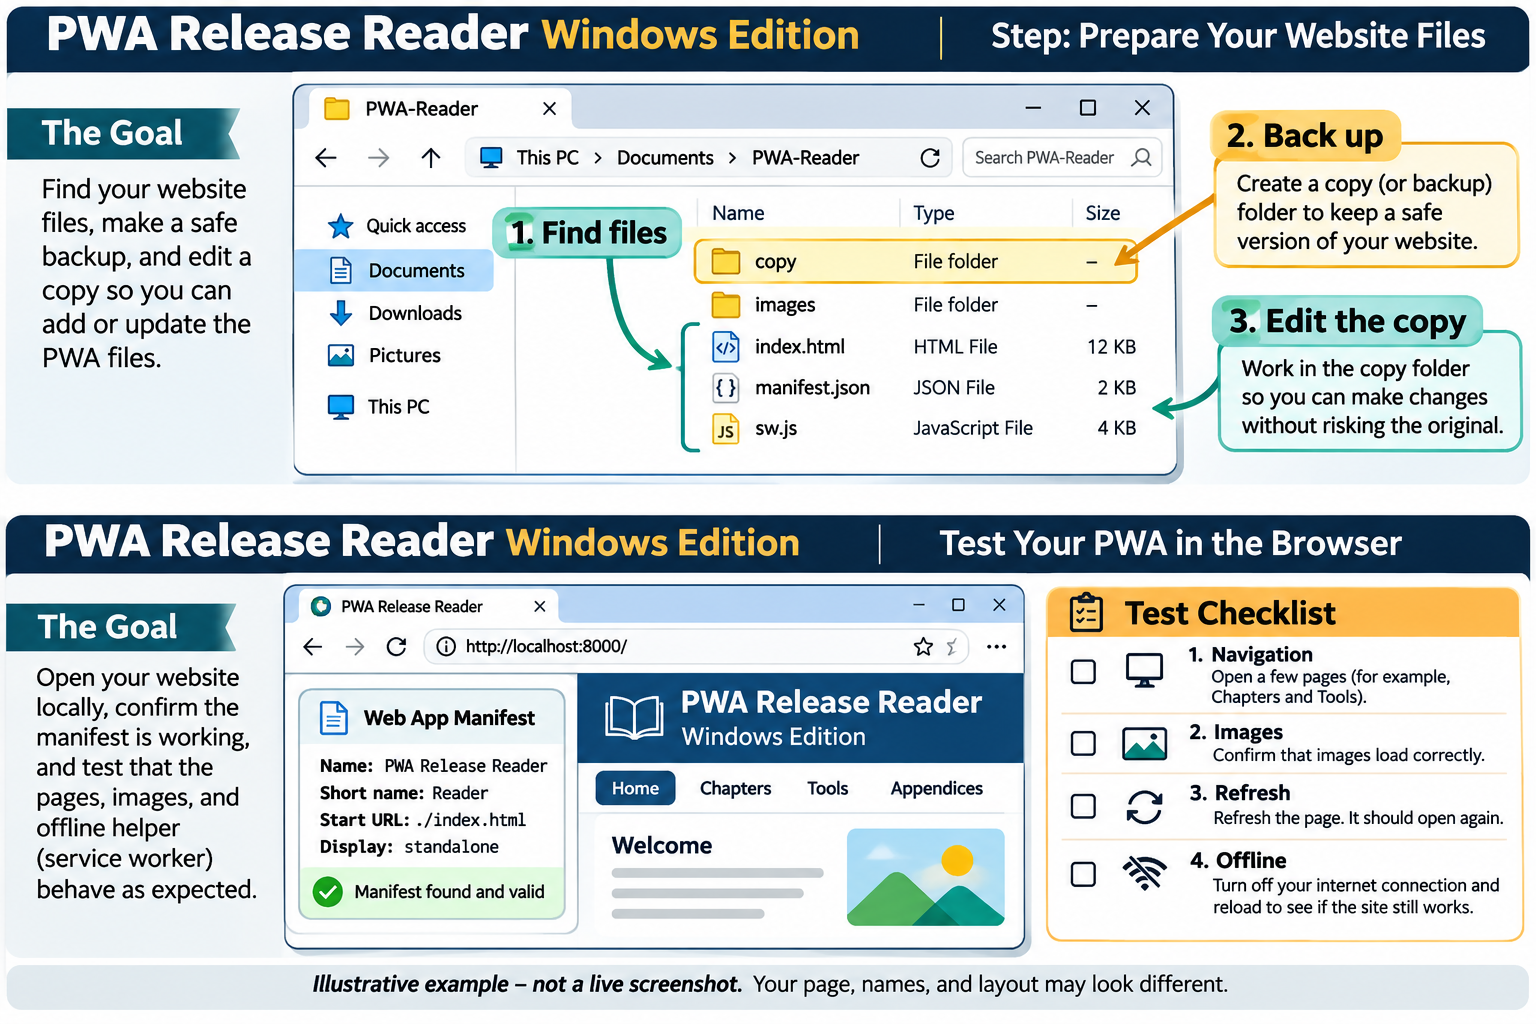 PWA Release Reader Windows Edition
Step: Prepare Your Website Files
The Goal
Find your website
files, make a safe
backup, and edit a
copy so you can
add or update the
PWA files.
PWA-Reader
This PC > Documents > PWA-Reader
Search PWA-Reader
Quick access
Documents
Downloads
Pictures
This PC
1. Find files
Name Type Size
copy File folder –
images File folder –
</> index.html HTML File 12 KB
{ } manifest.json JSON File 2 KB
JS sw.js JavaScript File 4 KB
2. Back up
Create a copy (or backup)
folder to keep a safe
version of your website.
3. Edit the copy
Work in the copy folder
so you can make changes
without risking the original.
PWA Release Reader Windows Edition
Test Your PWA in the Browser
The Goal
Open your website
locally, confirm the
manifest is working,
and test that the
pages, images, and
offline helper
(service worker)
behave as expected.
PWA Release Reader
http://localhost:8000/
Web App Manifest
Name: PWA Release Reader
Short name: Reader
Start URL: ./index.html
Display: standalone
Manifest found and valid
PWA Release Reader
Windows Edition
Home Chapters Tools Appendices
Welcome
Test Checklist
1. Navigation
Open a few pages (for example,
Chapters and Tools).
2. Images
Confirm that images load correctly.
3. Refresh
Refresh the page. It should open again.
4. Offline
Turn off your internet connection and
reload to see if the site still works.
Illustrative example – not a live screenshot. Your page, names, and layout may look different.